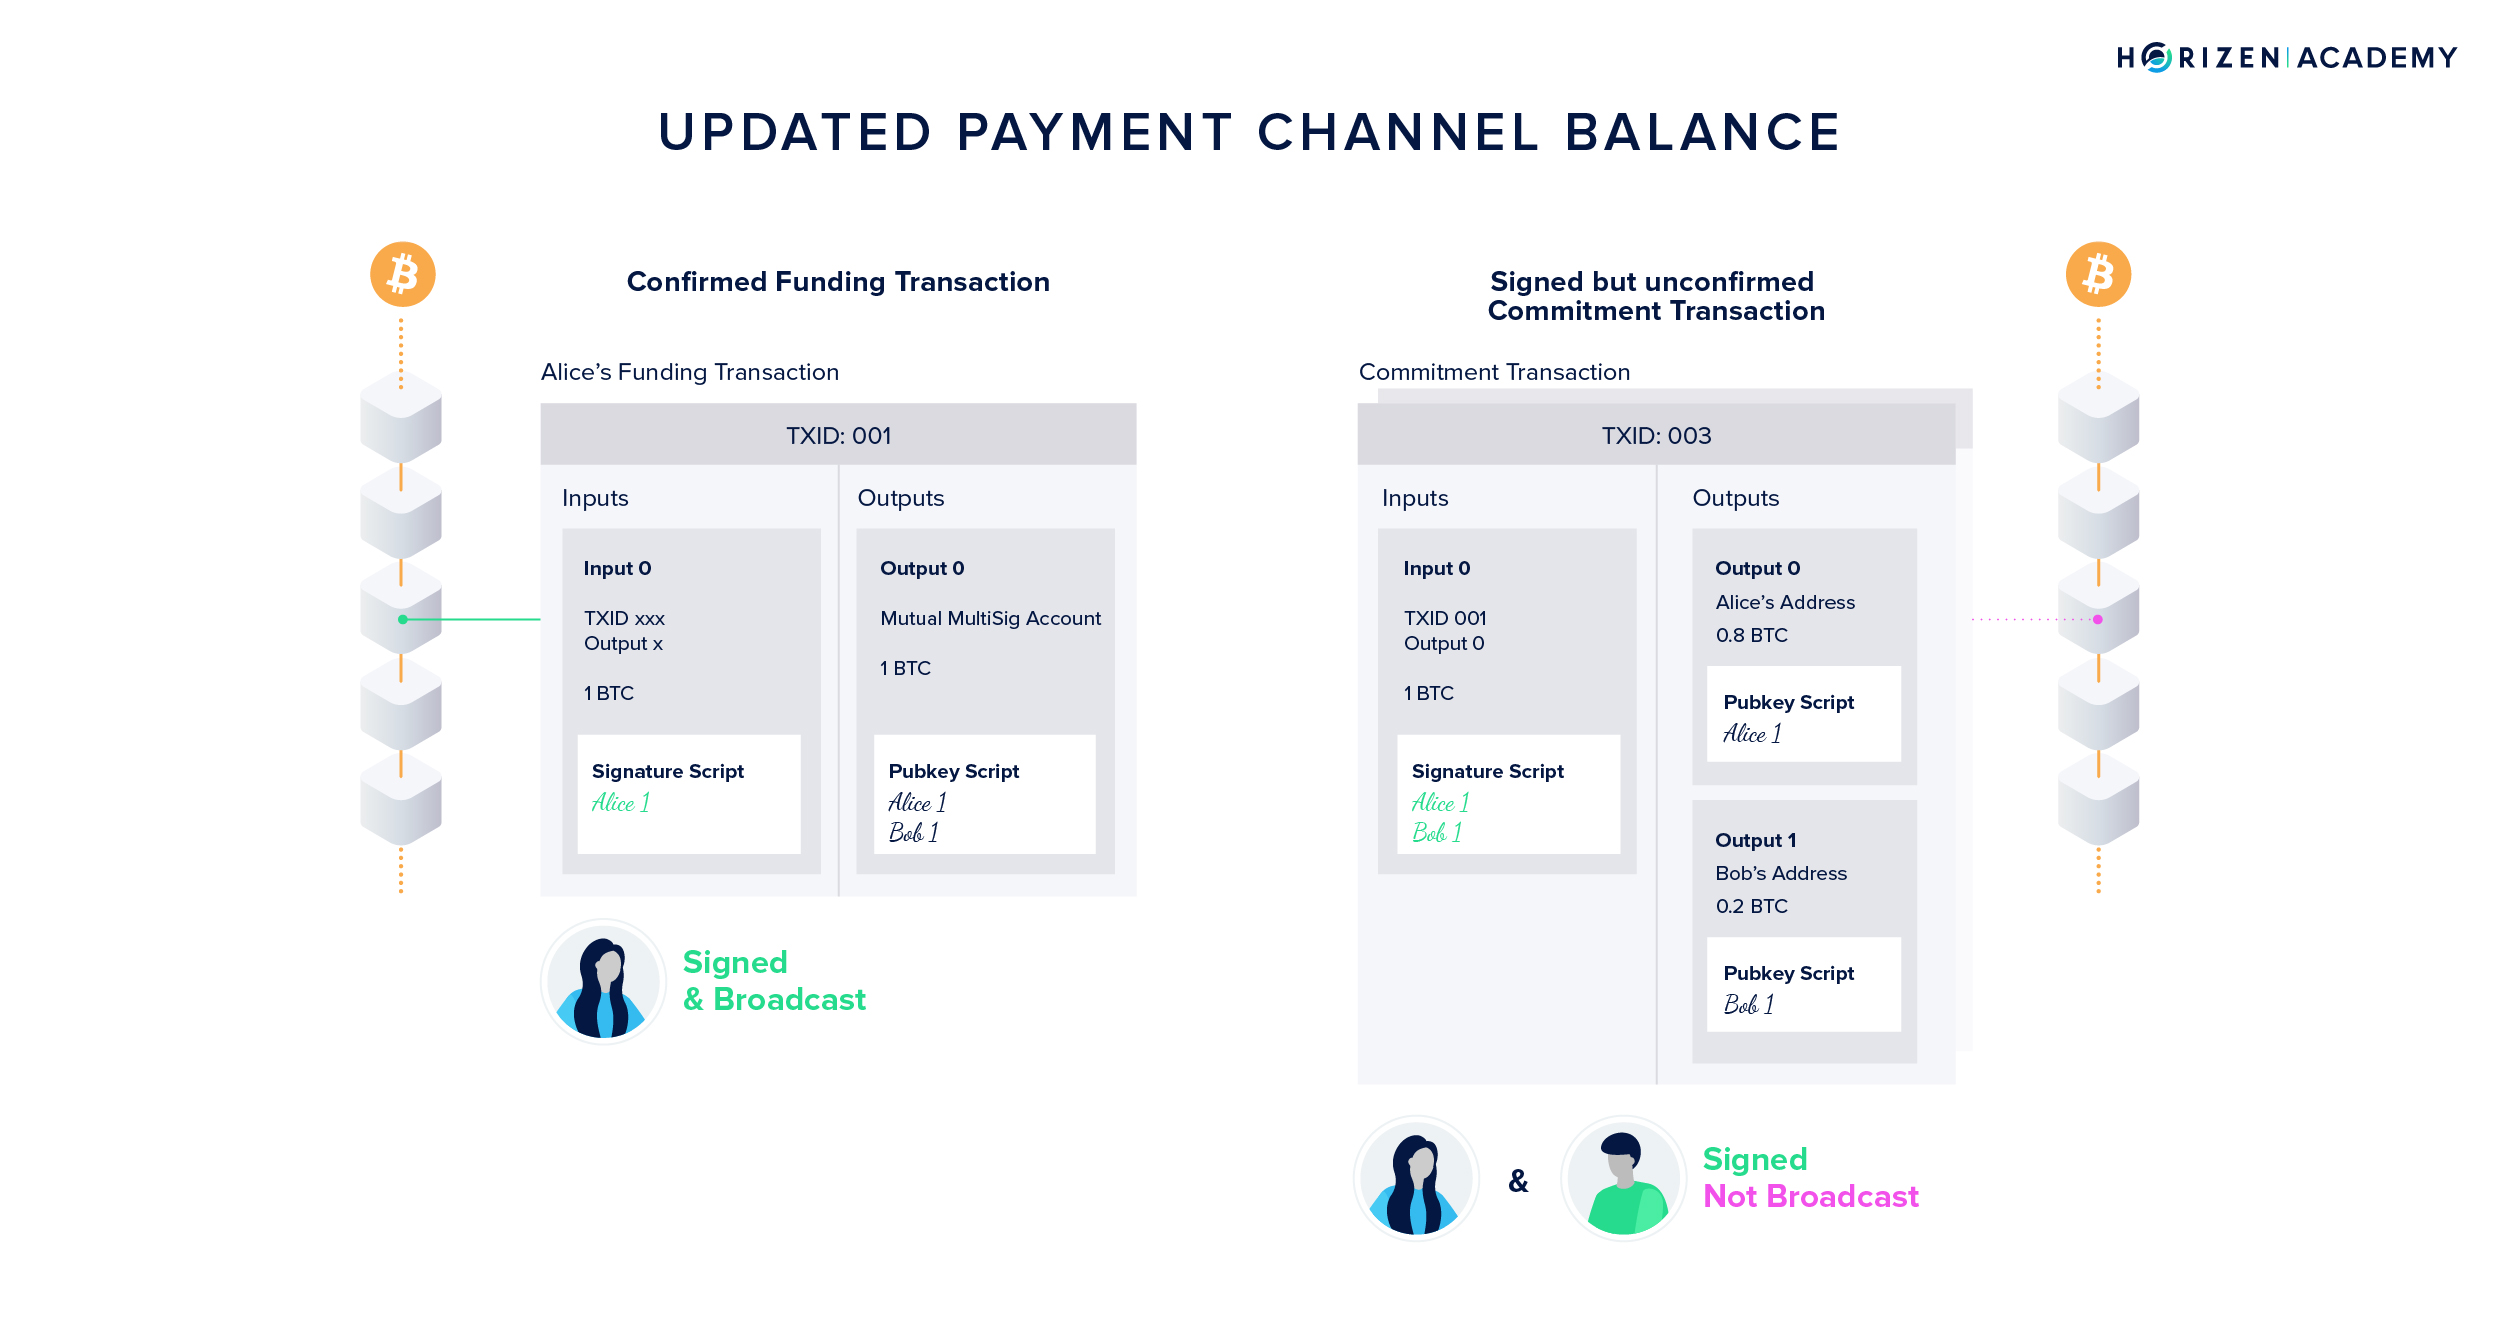 HORIZEN | ACADEMY
UPDATED PAYMENT CHANNEL BALANCE
Confirmed Funding Transaction
Alice’s Funding Transaction
TXID: 001
Inputs
Input 0
TXID xxx
Output x
1 BTC
Signature Script
Alice 1
Outputs
Output 0
Mutual MultiSig Account
1 BTC
Pubkey Script
Alice 1
Bob 1
Signed
& Broadcast
Signed but unconfirmed
Commitment Transaction
Commitment Transaction
TXID: 003
Inputs
Input 0
TXID 001
Output 0
1 BTC
Signature Script
Alice 1
Bob 1
Outputs
Output 0
Alice’s Address
0.8 BTC
Pubkey Script
Alice 1
Output 1
Bob’s Address
0.2 BTC
Pubkey Script
Bob 1
&
Signed
Not Broadcast